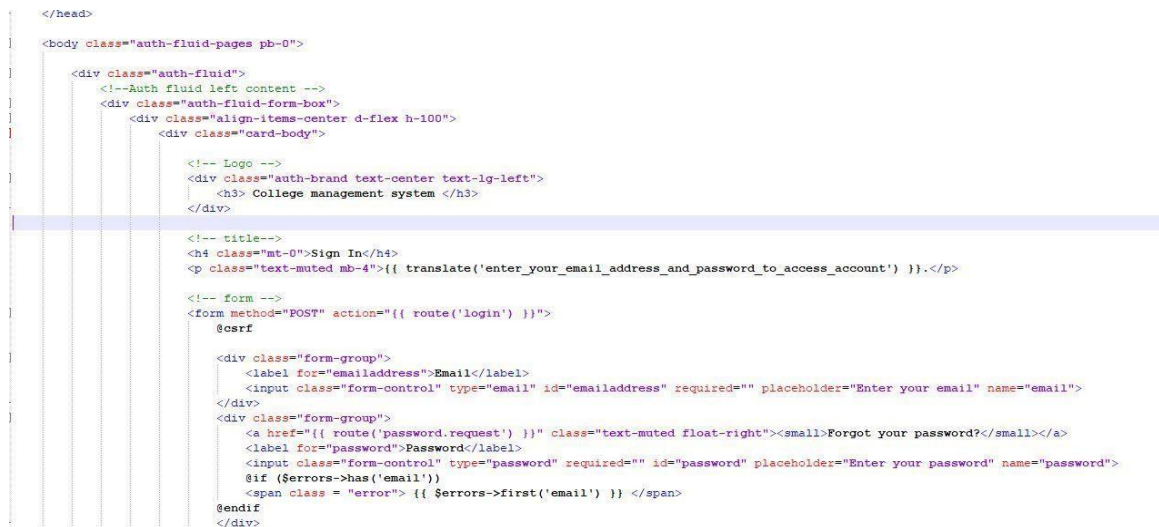 </head>
<body class="auth-fluid-pages pb-0">
<div class="auth-fluid">
<!--Auth fluid left content -->
<div class="auth-fluid-form-box">
<div class="align-items-center d-flex h-100">
<div class="card-body">
<!-- Logo -->
<div class="auth-brand text-center text-lg-left">
<h3> College management system </h3>
</div>
<!-- title-->
<h4 class="mt-0">Sign In</h4>
<p class="text-muted mb-4">{{ translate('enter_your_email_address_and_password_to_access_account') }}.</p>
<!-- form -->
<form method="POST" action="{{ route('login') }}">
@csrf
<div class="form-group">
<label for="emailaddress">Email</label>
<input class="form-control" type="email" id="emailaddress" required="" placeholder="Enter your email" name="email">
</div>
<div class="form-group">
<a href="{{ route('password.request') }}" class="text-muted float-right"><small>Forgot your password?</small></a>
<label for="password">Password</label>
<input class="form-control" type="password" required="" id="password" placeholder="Enter your password" name="password">
@if ($errors->has('email'))
<span class = "error"> {{ $errors->first('email') }} </span>
@endif
</div>